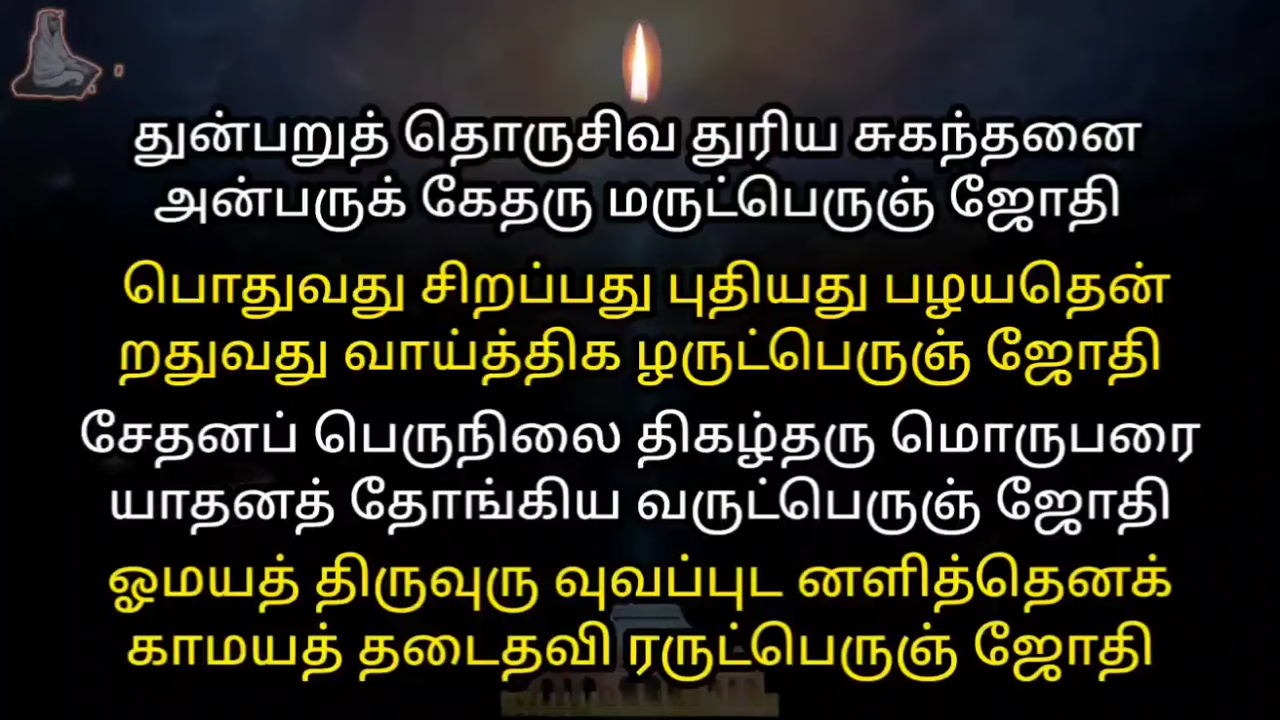 துன்பறுத் தொருசிவ துரிய சுகந்தனை
அன்பருக் கேதரு மருட்பெருஞ் ஜோதி
பொதுவது சிறப்பது புதியது பழயதென்
றதுவது வாய்த்திக ழருட்பெருஞ் ஜோதி
சேதனப் பெருநிலை திகழ்தரு மொருபரை
யாதனத் தோங்கிய வருட்பெருஞ் ஜோதி
ஓமயத் திருவுரு வுவப்புட னளித்தெனக்
காமயத் தடைதவி ரருட்பெருஞ் ஜோதி